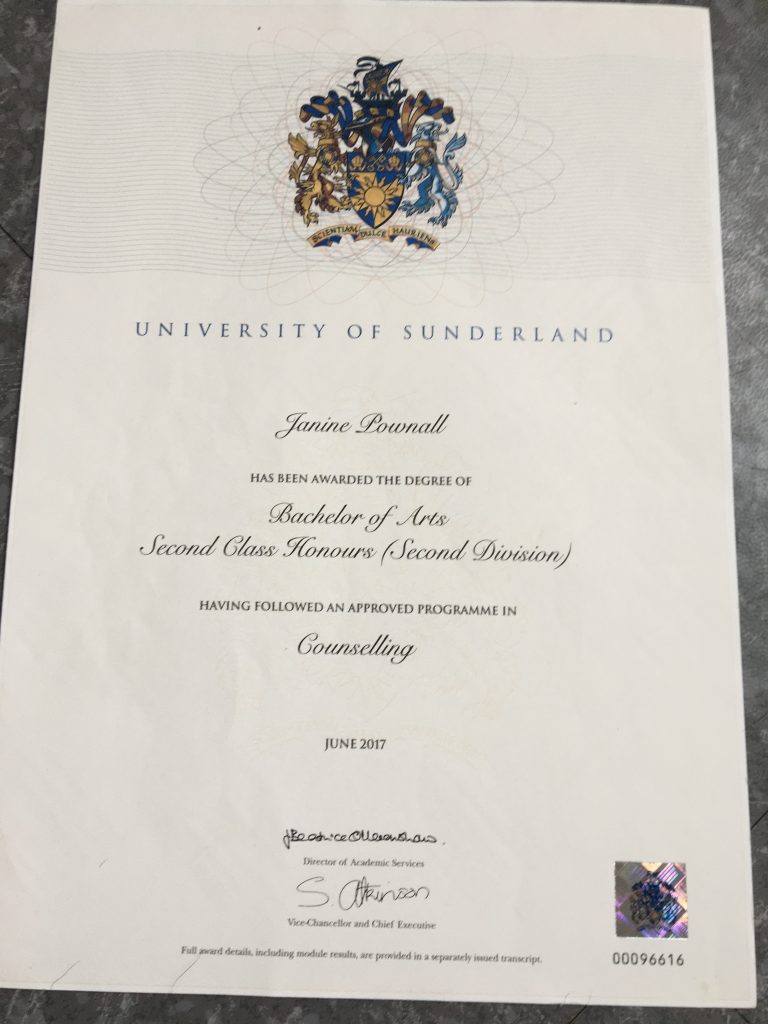 SCIENTIAM DULCE HAURIENS
UNIVERSITY OF SUNDERLAND
Janine Pownall
HAS BEEN AWARDED THE DEGREE OF
Bachelor of Arts
Second Class Honours (Second Division)
HAVING FOLLOWED AN APPROVED PROGRAMME IN
Counselling
JUNE 2017
Director of Academic Services
S. Atkinson
Vice-Chancellor and Chief Executive
Full award details, including module results, are provided in a separately issued transcript.
00096616